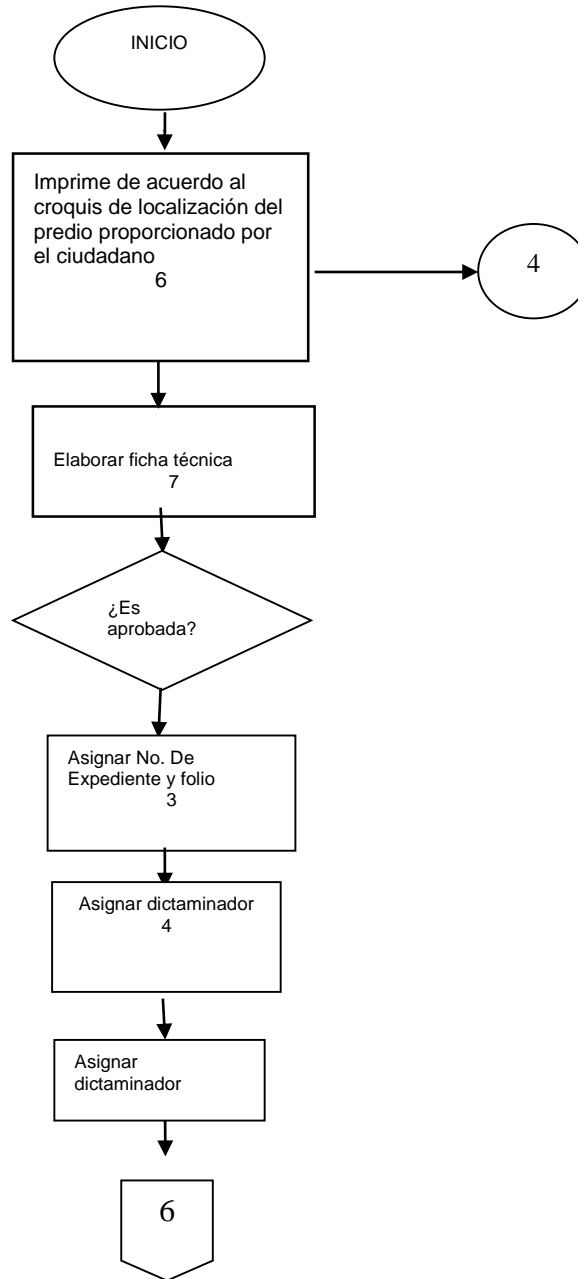 INICIO
Imprime de acuerdo al
croquis de localización del
predio proporcionado por
el ciudadano
6
4
Elaborar ficha técnica
7
¿Es
aprobada?
Asignar No. De
Expediente y folio
3
Asignar dictaminador
4
Asignar
dictaminador
6